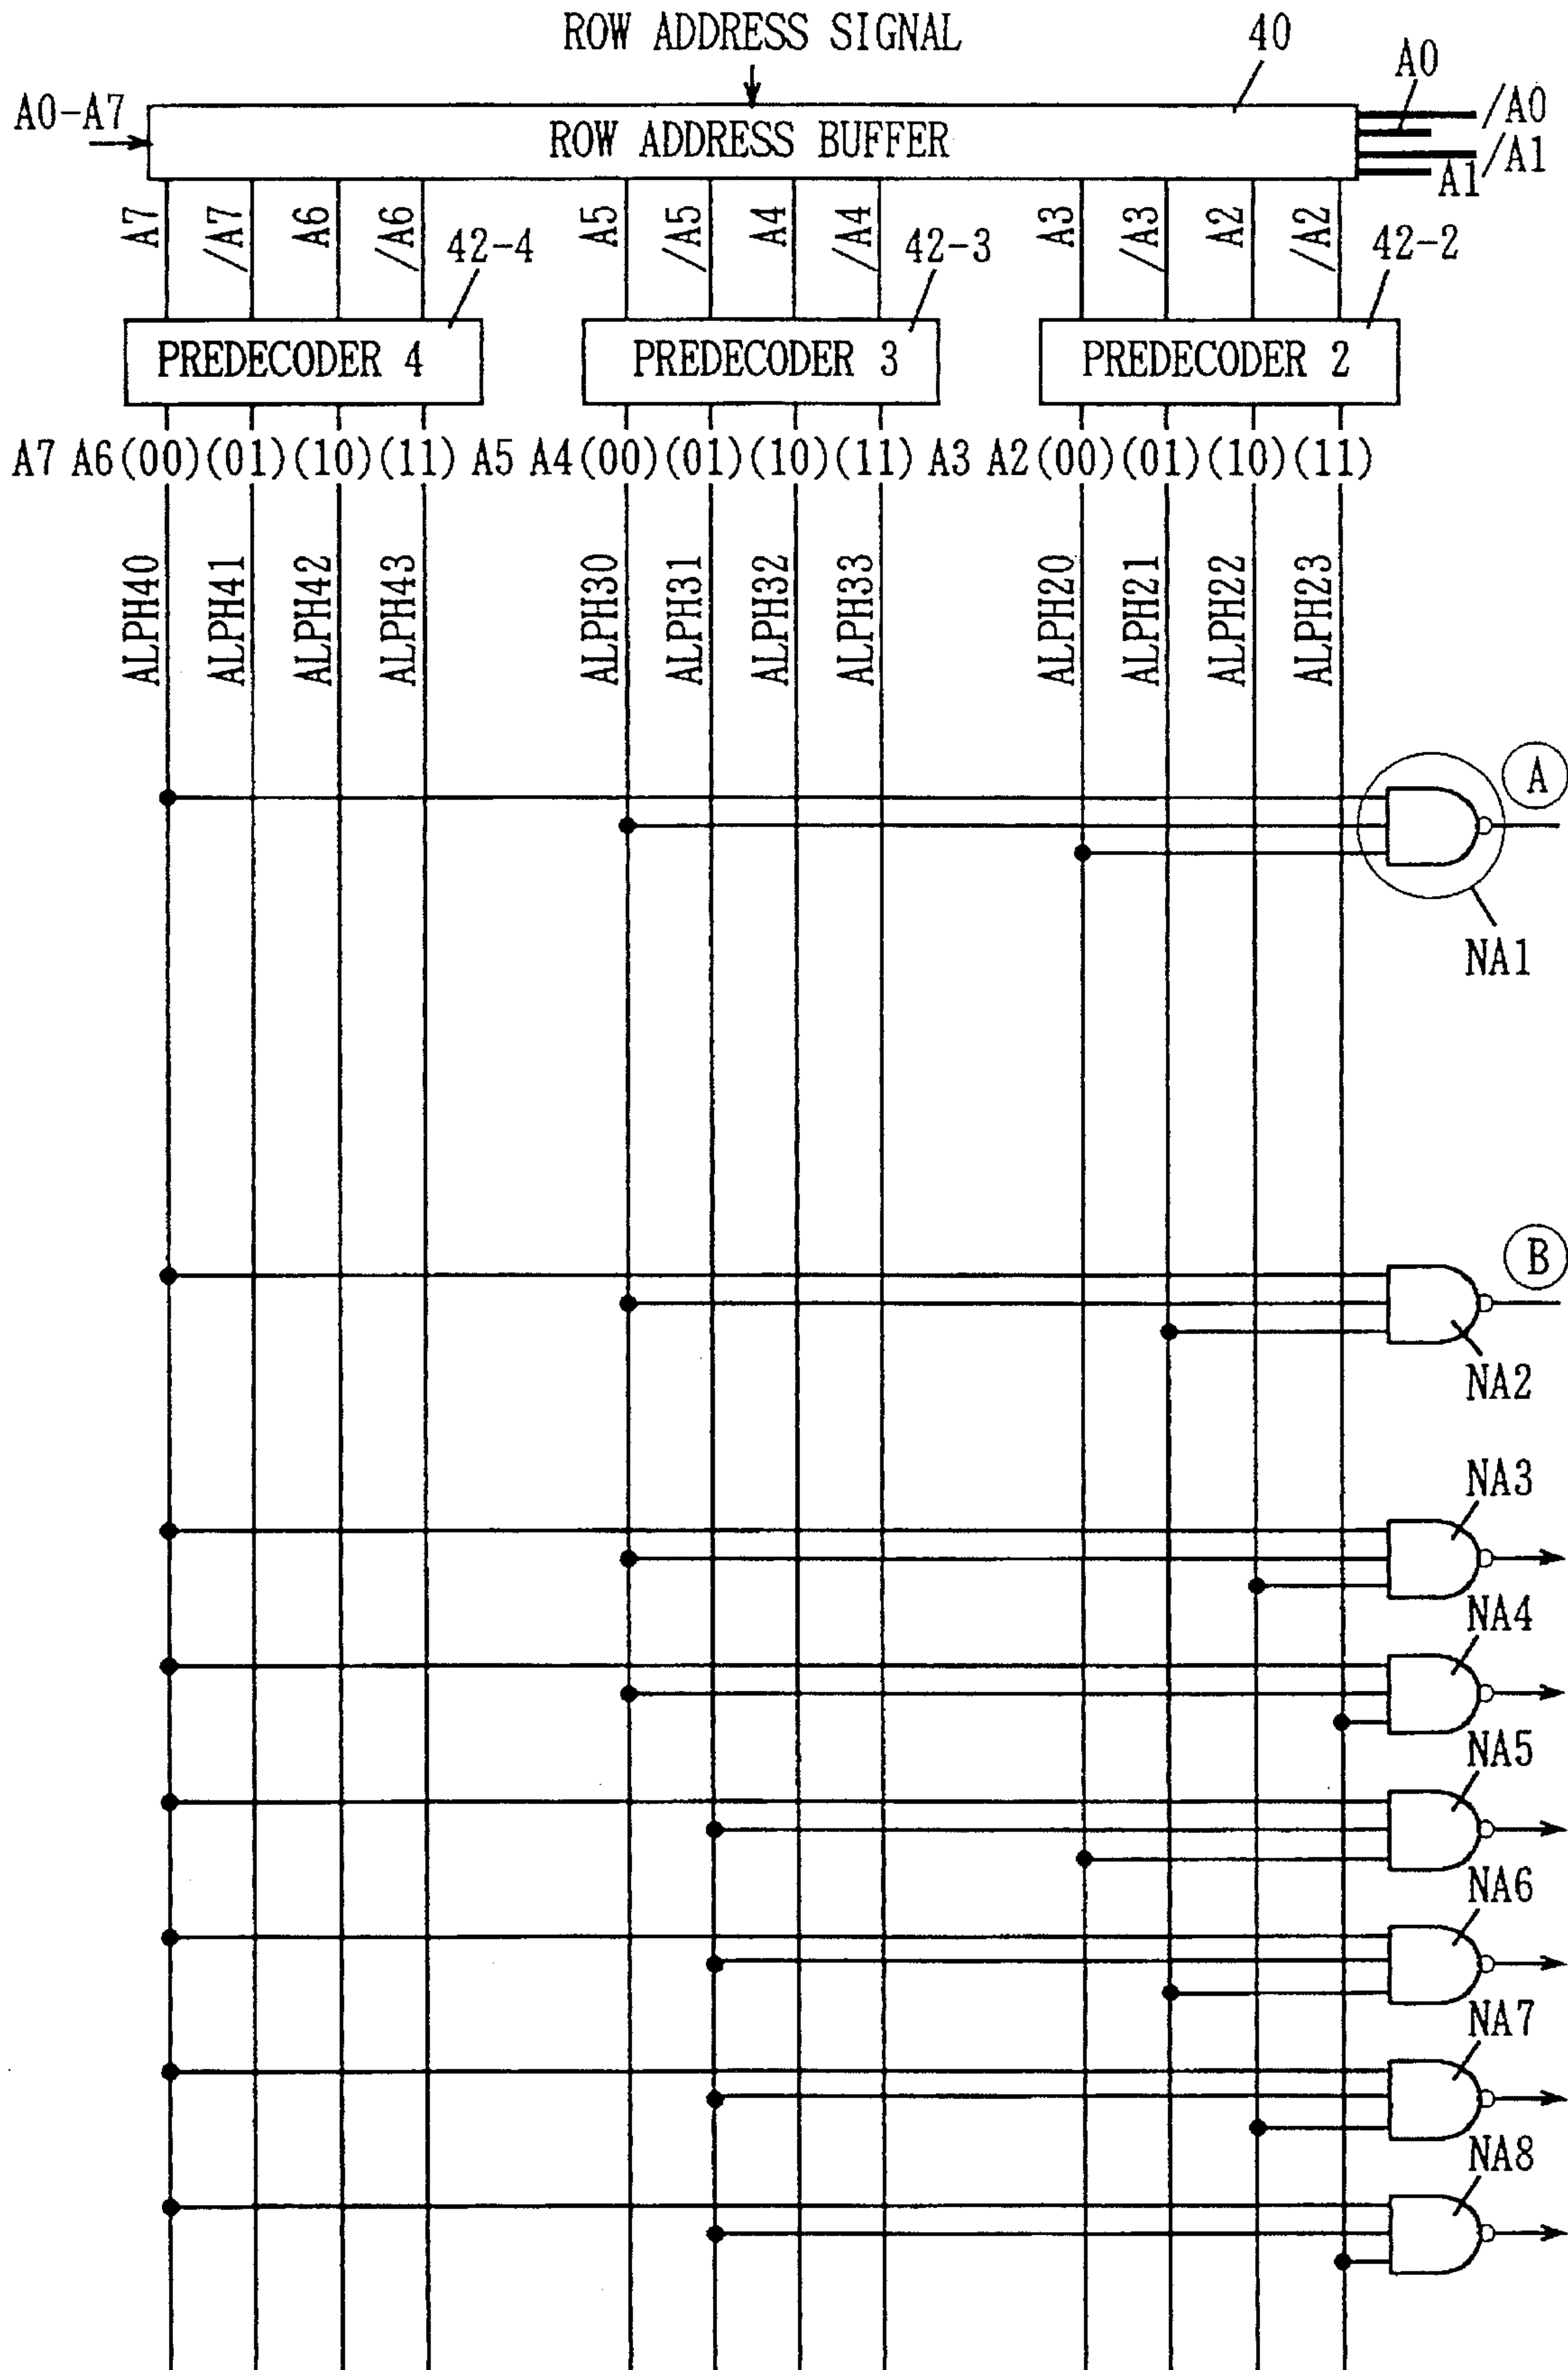 ROW ADDRESS SIGNAL
40
A0
/A0
A0-A7
ROW ADDRESS BUFFER
/A1
A1
A7 /A7 A6 /A6 A5 /A5 A4 /A4 A3 /A3 A2 /A2
42-4 42-3 42-2
PREDECODER 4 PREDECODER 3 PREDECODER 2
A7 A6(00)(01)(10)(11) A5 A4(00)(01)(10)(11) A3 A2(00)(01)(10)(11)
ALPH40 ALPH41 ALPH42 ALPH43 ALPH30 ALPH31 ALPH32 ALPH33 ALPH20 ALPH21 ALPH22 ALPH23
A
NA1
B
NA2
NA3
NA4
NA5
NA6
NA7
NA8